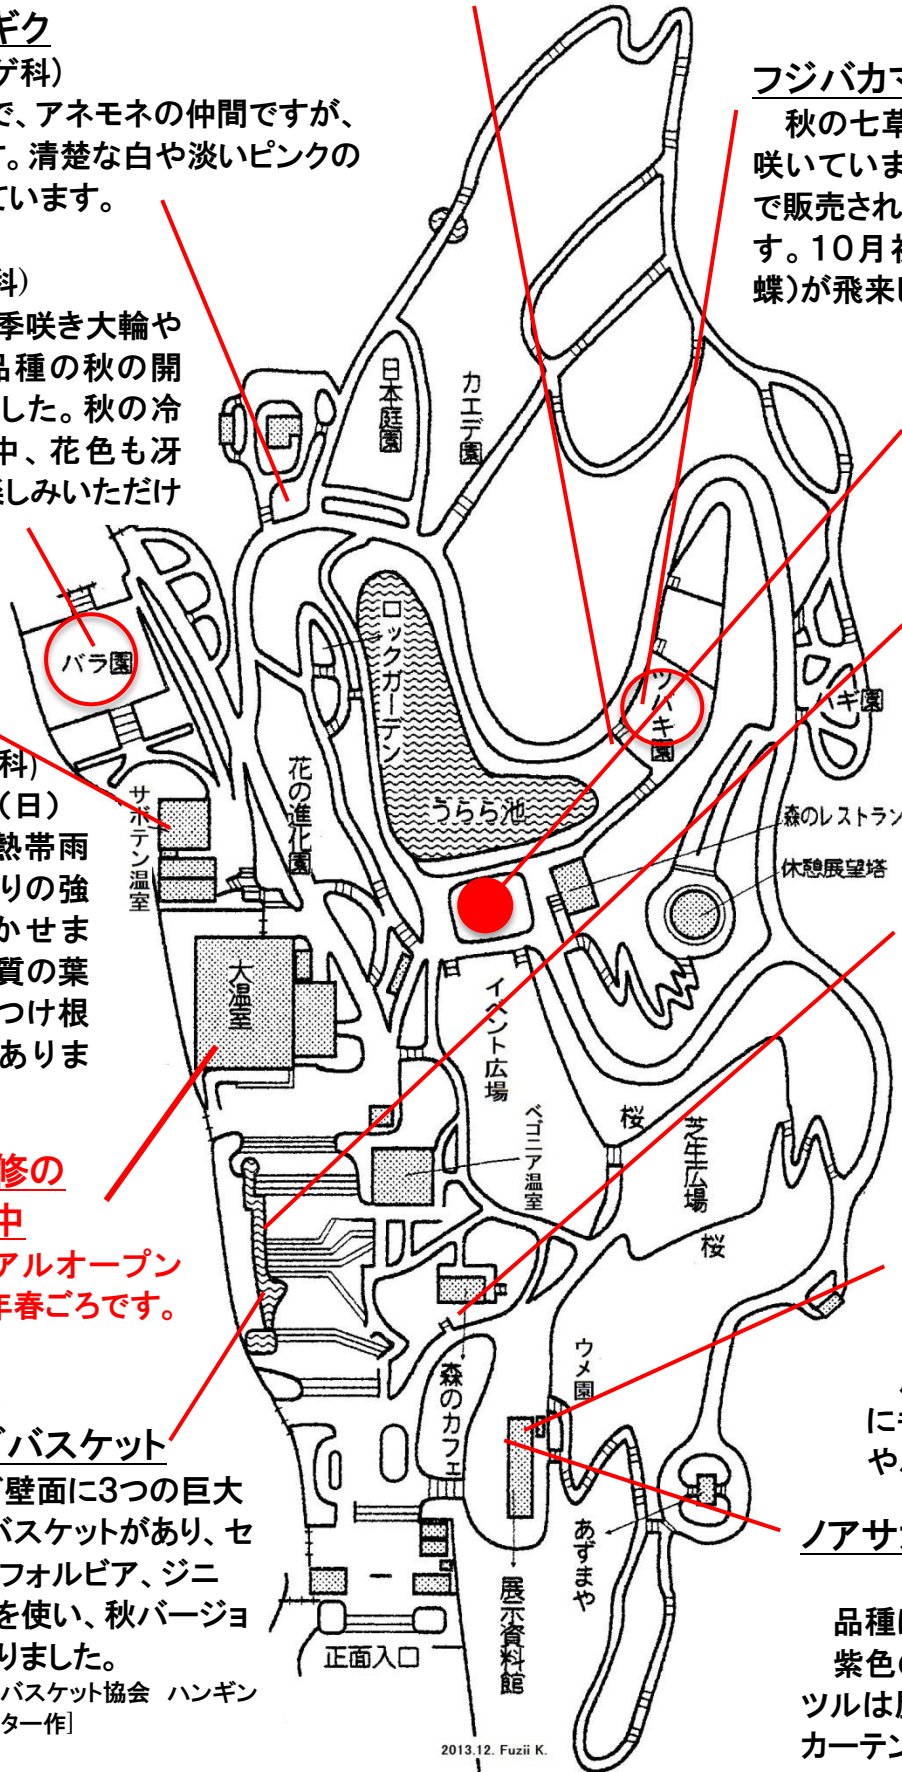 ギク
ゲ科）
で、アネモネの仲間ですが、
す。清楚な白や淡いピンクの
ています。
科）
季咲き大輪や
品種の秋の開
した。秋の冷
中、花色も冴
楽しみいただけ
フジバカマ
秋の七草
咲いていま
で販売され
す。１０月初
蝶）が飛来し
日本庭園
カエデ園
ロックガーデン
バラ園
ツバキ園
ハギ園
うらら池
花の進化園
サボテン温室
森のレストラン
休憩展望塔
科）
（日）
熱帯雨
りの強
かせま
質の葉
つけ根
ありま
大温室
イベント広場
ベゴニア温室
桜
芝生広場
桜
修の
中
アルオープン
年春ごろです。
森のカフェ
ウメ園
あずまや
展示資料館
正面入口
バスケット
壁面に３つの巨大
バスケットがあり、セ
フォルビア、ジニ
を使い、秋バージョ
りました。
バスケット協会　ハンギン
ター作］
に
や
ノアサガ
品種
紫色の
ツルは
カーテン
2013.12. Fuzii K.